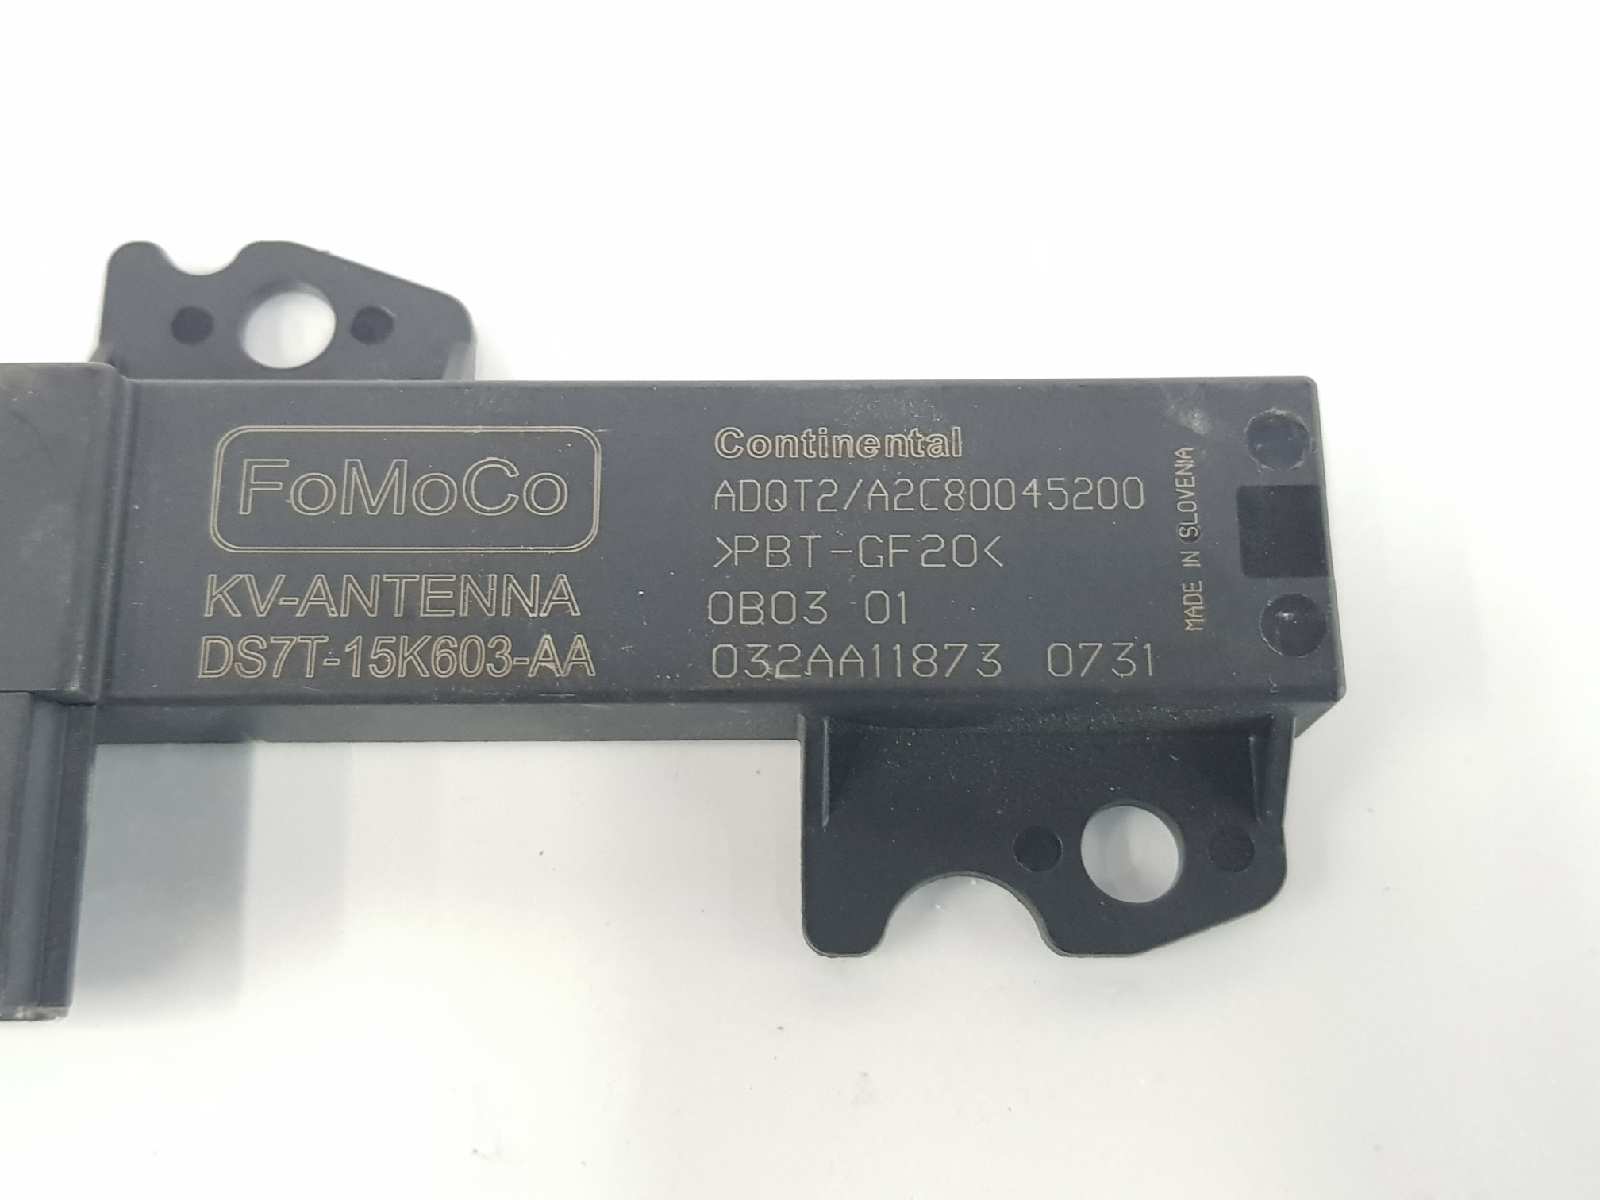 FoMoCo
KV-ANTENNA
DS7T-15K603-AA
Continental
ADQT2/A2C80045200
>PBT-GF20<
0B03 01
032AA11873 0731
MADE IN SLOVENIA